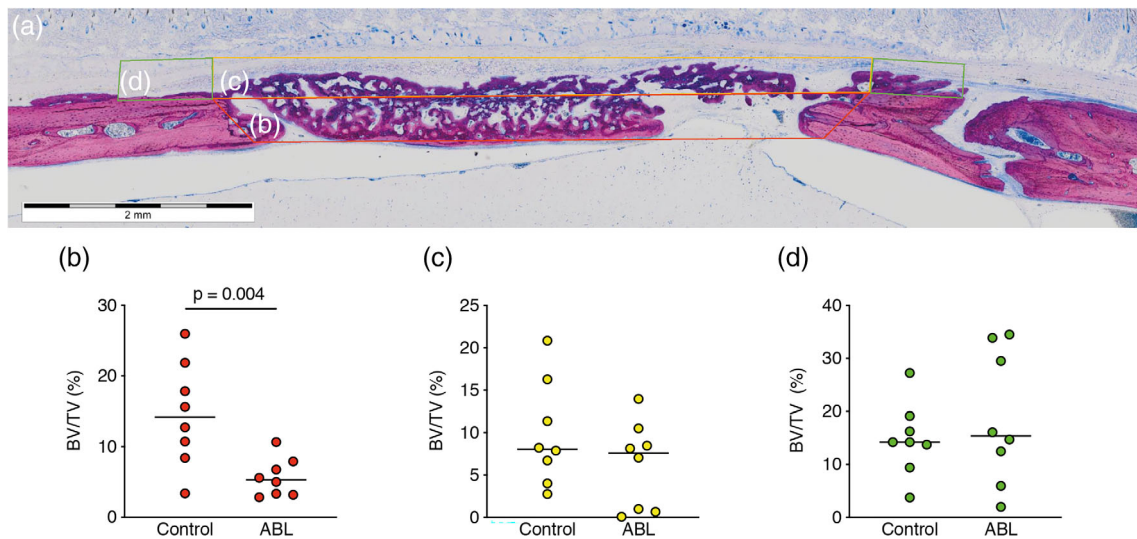 (a)
(d)
(c)
(b)
2 mm
(b)
(c)
(d)
p = 0.004
30
20
10
0
BV/TV (%)
Control
ABL
25
20
15
10
5
0
BV/TV (%)
Control
ABL
40
30
20
10
0
BV/TV (%)
Control
ABL